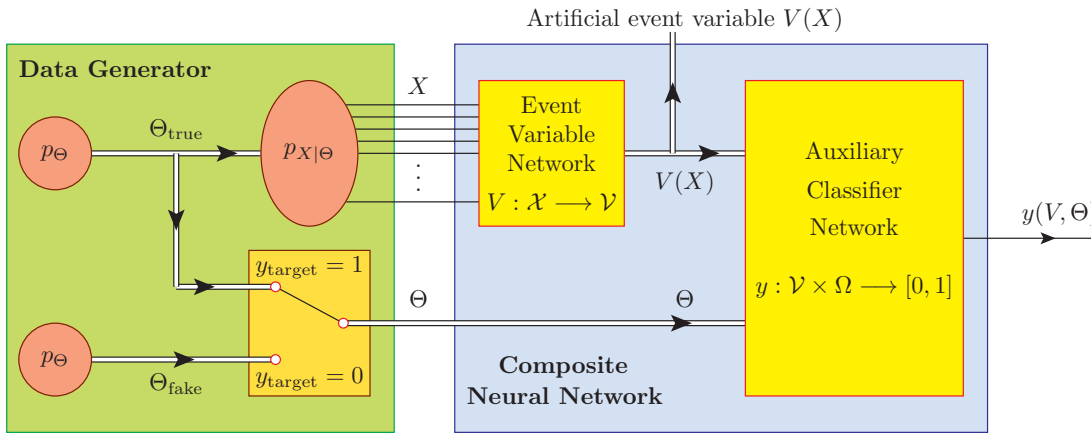 Artificial event variable V(X)
Data Generator
p_Θ
Θ_true
p_{X|Θ}
X
⋮
Event
Variable
Network
V : 𝒳 ⟶ 𝒱
V(X)
Auxiliary
Classifier
Network
y : 𝒱 × Ω ⟶ [0, 1]
y(V, Θ)
y_target = 1
Θ
Θ
p_Θ
Θ_fake
y_target = 0
Composite
Neural Network